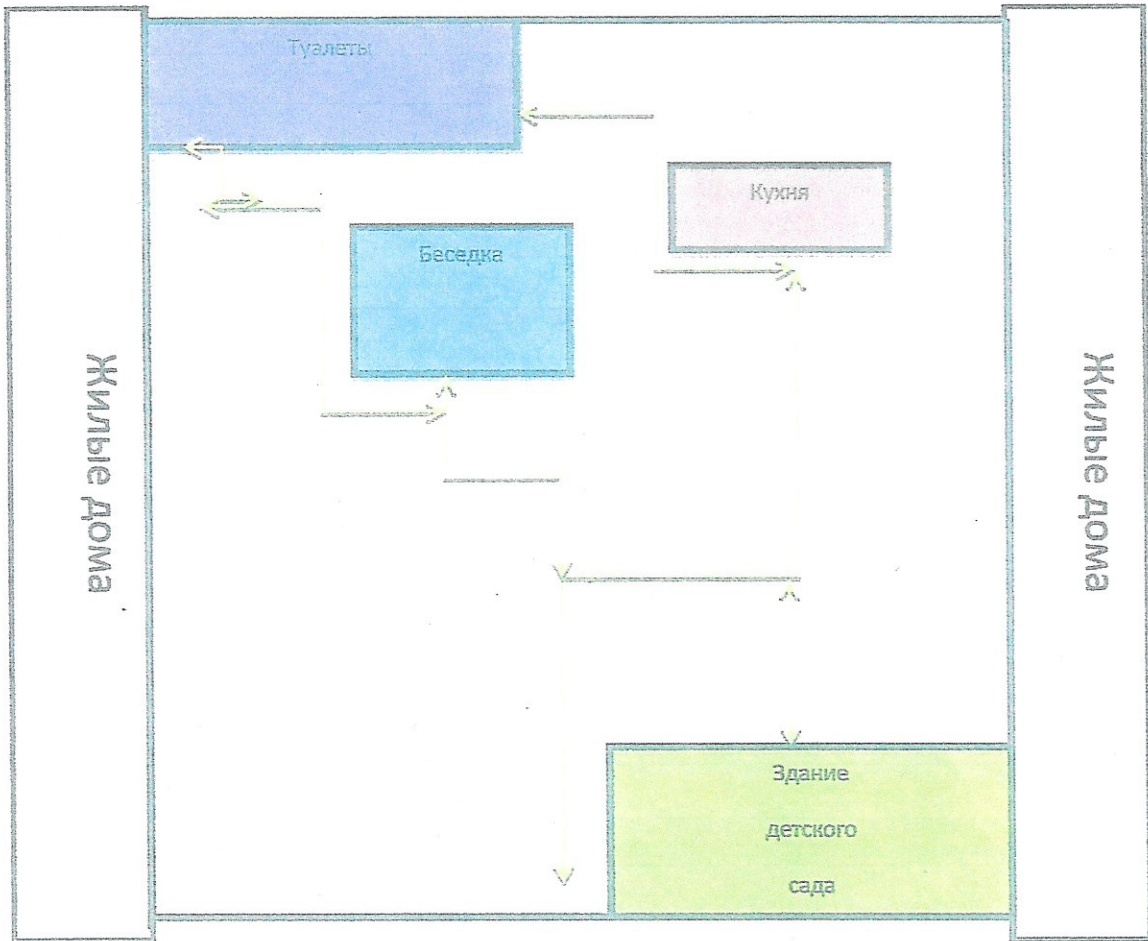 Туалеты
Кухня
Беседка
Жилые дома
Жилые дома
Здание
детского
сада